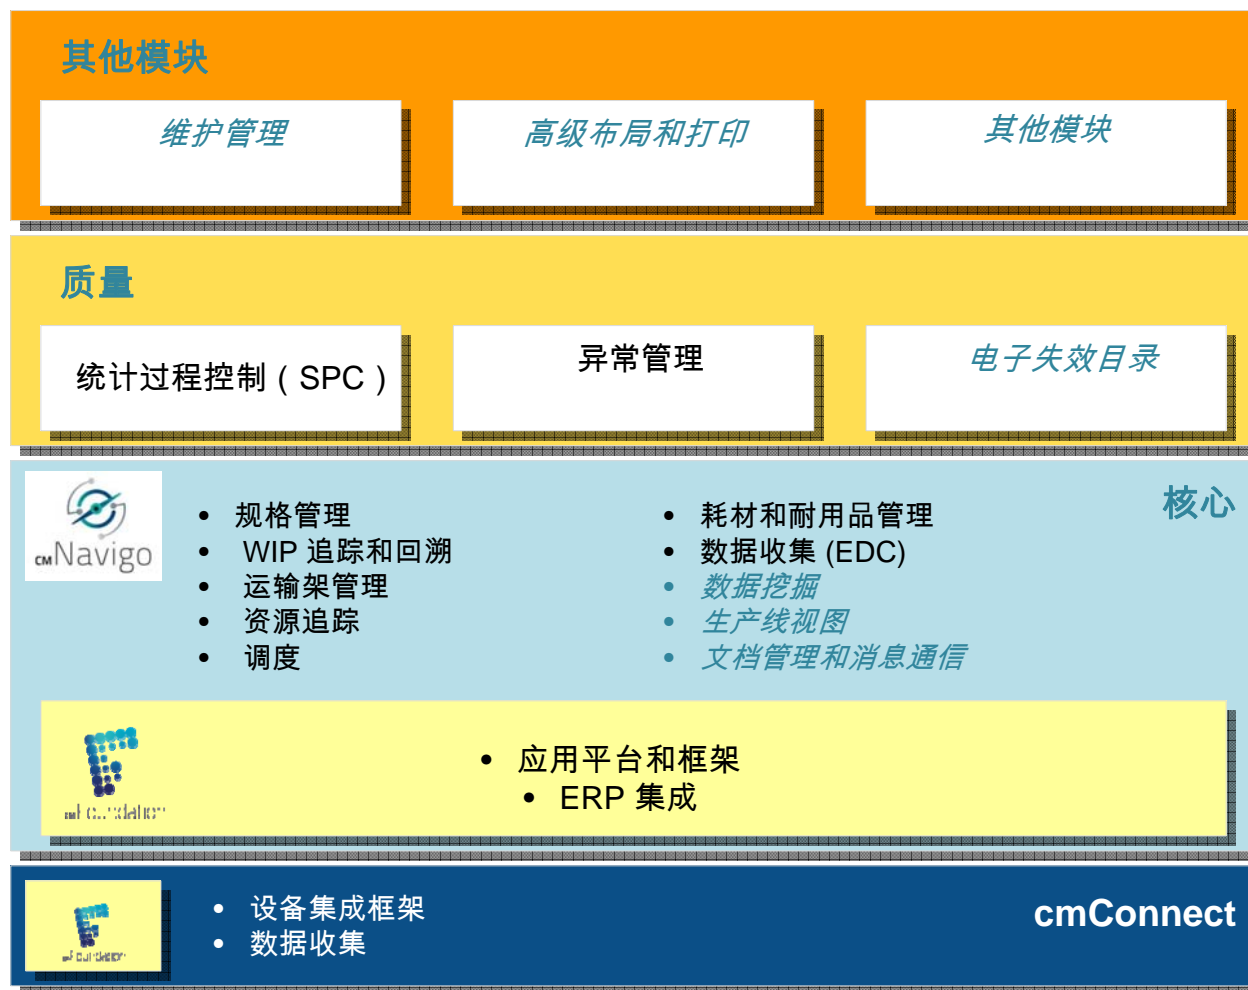 其他模块
维护管理
高级布局和打印
其他模块
质量
统计过程控制（SPC）
异常管理
电子失效目录
cmNavigo
核心
• 规格管理
• WIP 追踪和回溯
• 运输架管理
• 资源追踪
• 调度
• 耗材和耐用品管理
• 数据收集 (EDC)
• 数据挖掘
• 生产线视图
• 文档管理和消息通信
• 应用平台和框架
• ERP 集成
• 设备集成框架
• 数据收集
cmConnect